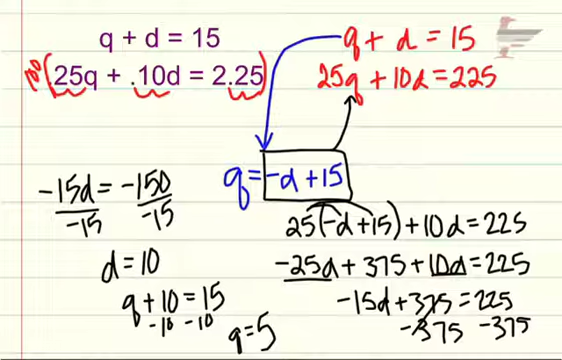 q + d = 15
100(.25q + .10d = 2.25)
q + d = 15
25q + 10d = 225
q = -d + 15
25(-d + 15) + 10d = 225
-25d + 375 + 10d = 225
-15d + 375 = 225
-375 -375
-15d = -150
-15 -15
d = 10
q + 10 = 15
-10 -10
q = 5